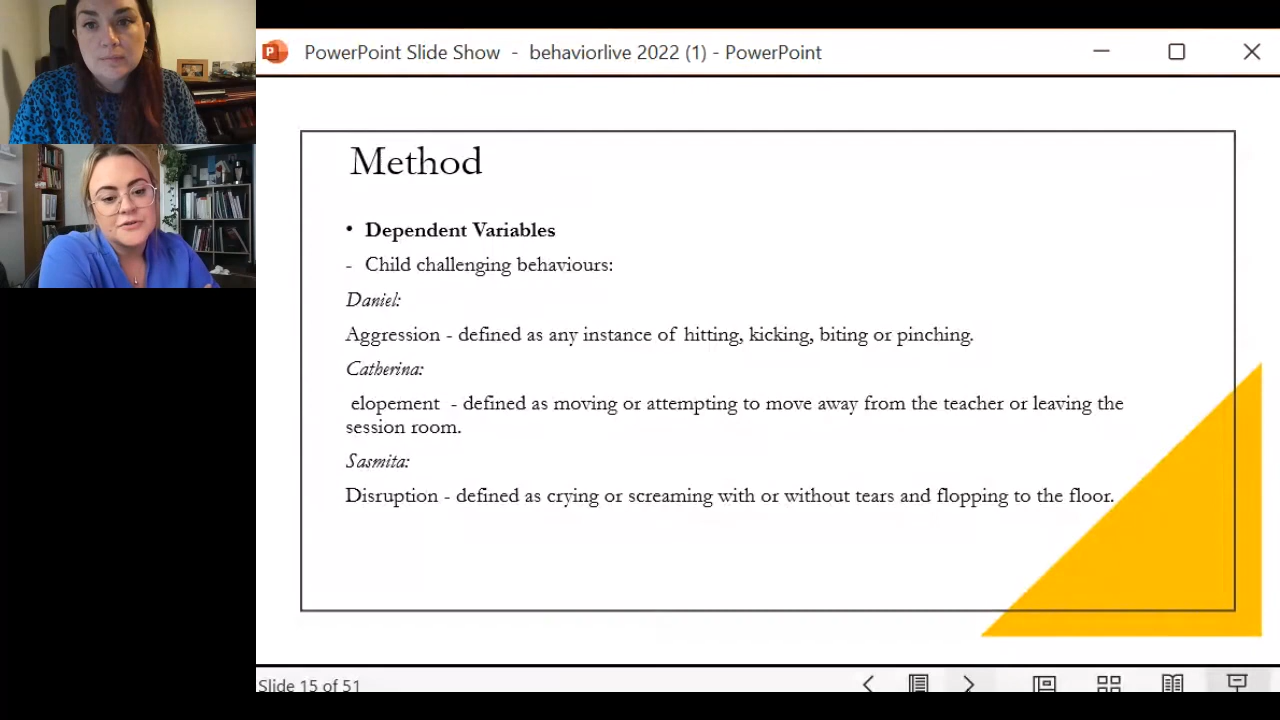 PowerPoint Slide Show - behaviorlive 2022 (1) - PowerPoint
Method
• Dependent Variables
- Child challenging behaviours:
Daniel:
Aggression - defined as any instance of hitting, kicking, biting or pinching.
Catherina:
elopement - defined as moving or attempting to move away from the teacher or leaving the
session room.
Sasmita:
Disruption - defined as crying or screaming with or without tears and flopping to the floor.
Slide 15 of 51